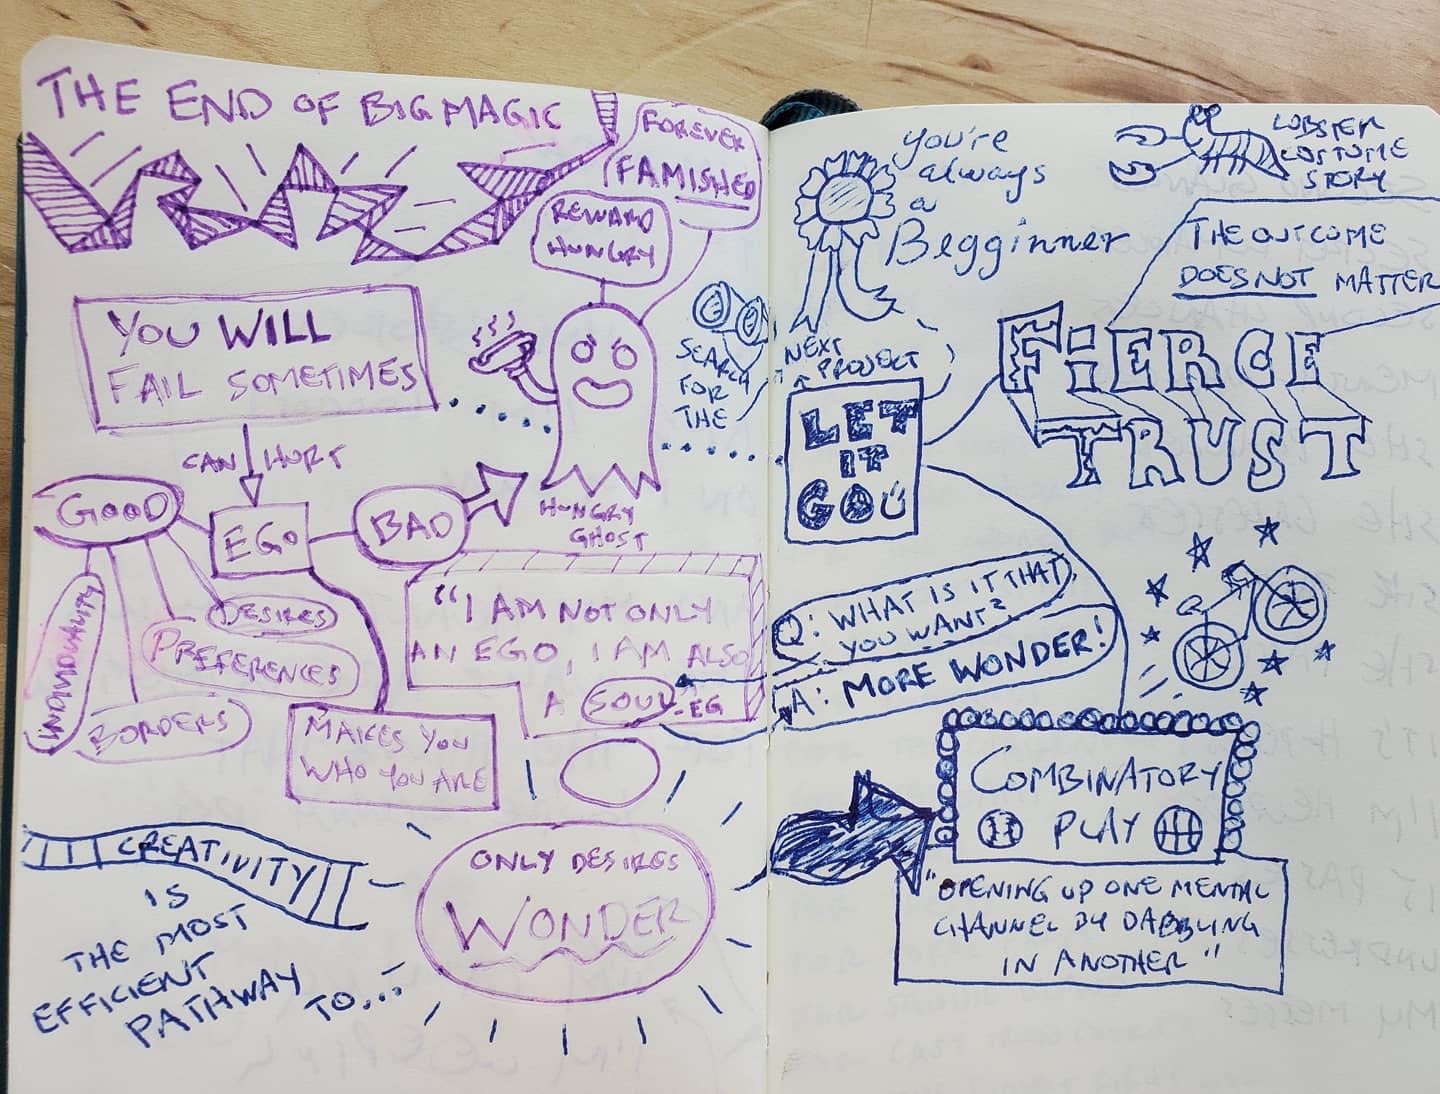 THE END OF BIG MAGIC
FOREVER
FAMISHED
REWARD
HUNGRY
YOU WILL
FAIL SOMETIMES
CAN HURT
GOOD
EGO
BAD
HUNGRY
GHOST
INDIVIDUALITY
DESIRES
PREFERENCES
BORDERS
MAKES YOU
WHO YOU ARE
"I AM NOT ONLY
AN EGO, I AM ALSO
A SOUL"
-EG
ONLY DESIRES
WONDER
CREATIVITY
IS
THE MOST
EFFICIENT
PATHWAY
TO...
SEARCH
FOR
THE
NEXT
PROJECT
you're
always
a
Begginner
LOBSTER
COSTUME
STORY
THE OUTCOME
DOES NOT MATTER
FiERCE
TRUST
LET
IT
GO
Q: WHAT IS IT THAT
YOU WANT?
A: MORE WONDER!
COMBINATORY
PLAY
"OPENING UP ONE MENTAL
CHANNEL BY DABBLING
IN ANOTHER"